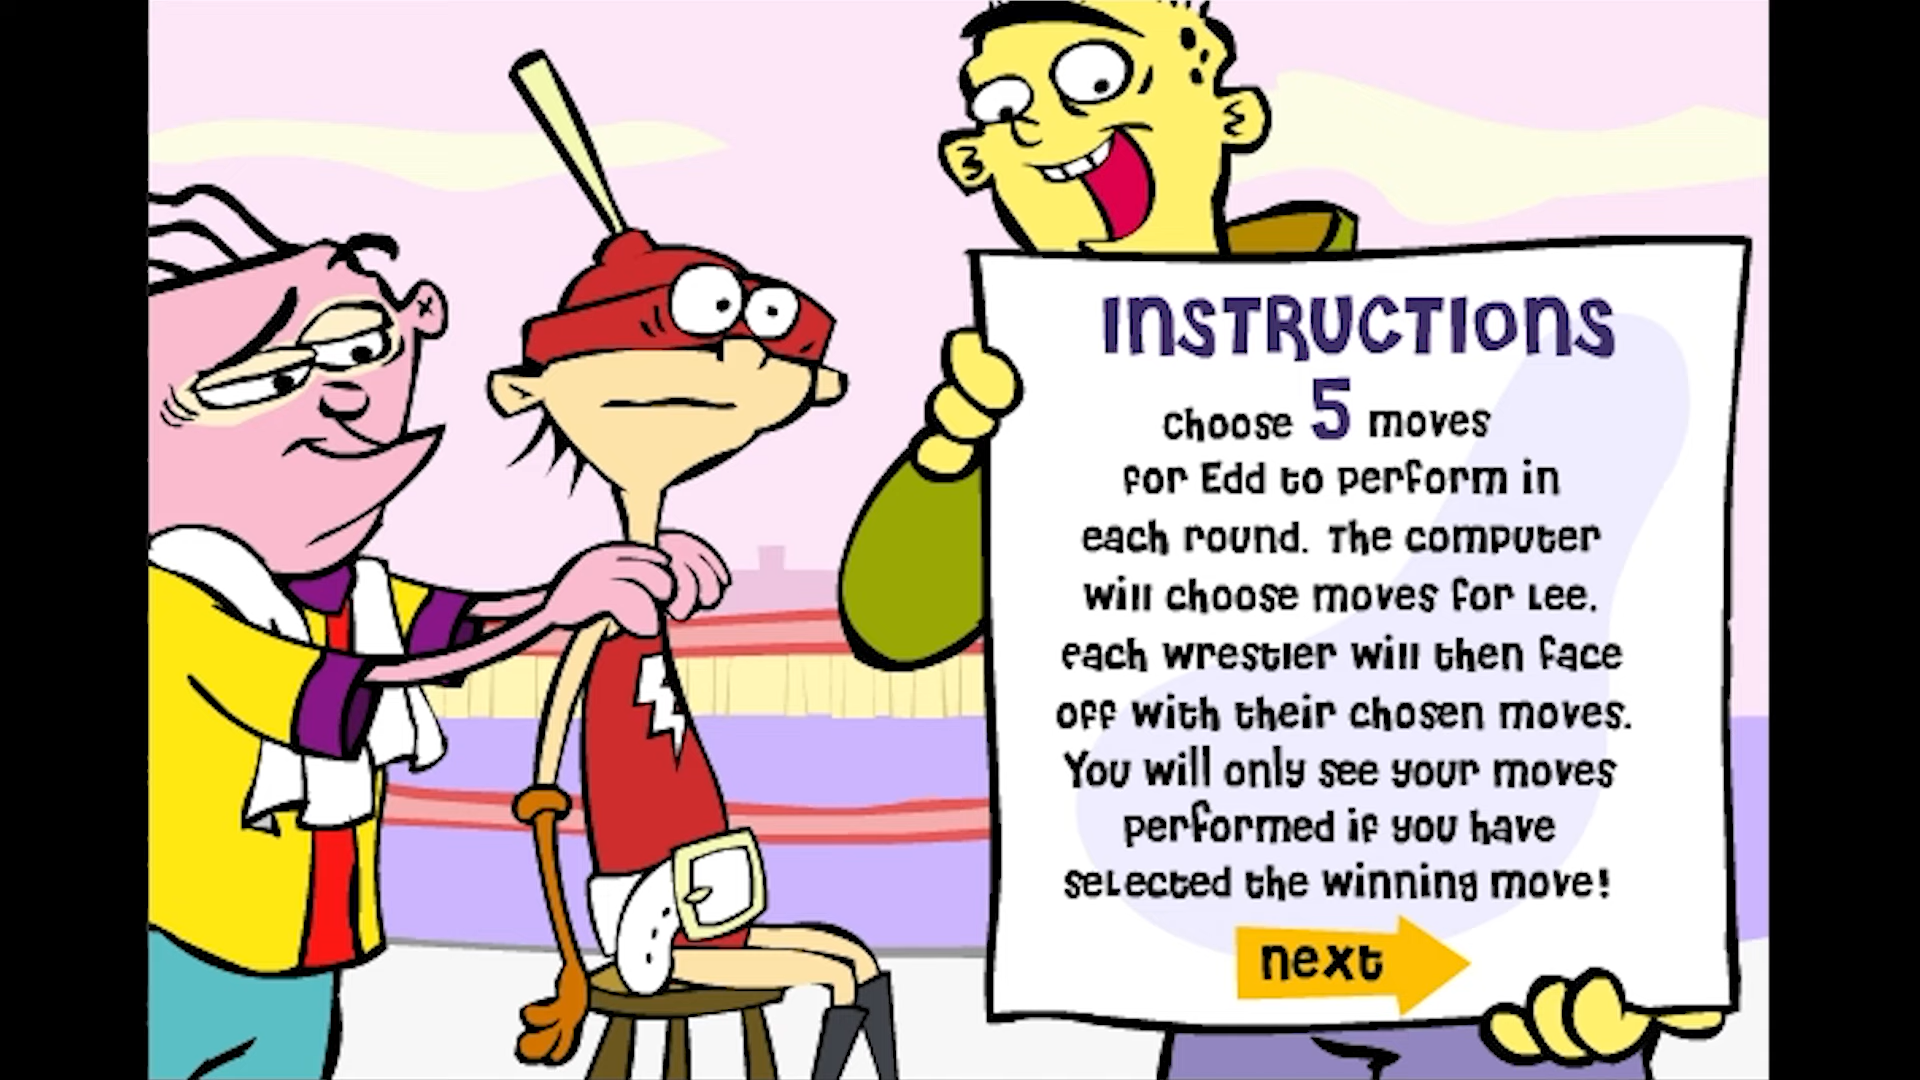 INSTRUCTIONS
choose 5 moves
for Edd to perform in
each round. The computer
will choose moves for Lee.
each wrestler will then face
off with their chosen moves.
You will only see your moves
performed if you have
selected the winning move!
next